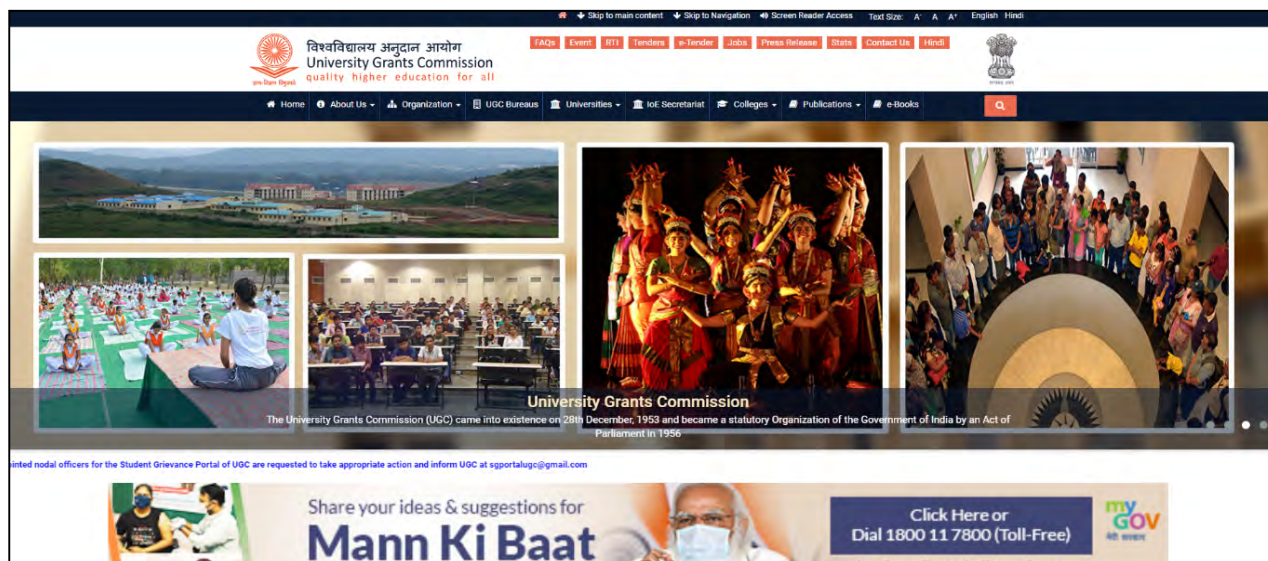 Skip to main content Skip to Navigation Screen Reader Access Text Size: A- A A+ English Hindi
विश्वविद्यालय अनुदान आयोग
University Grants Commission
quality higher education for all
ज्ञान-विज्ञान विमुक्तये
FAQs Event RTI Tenders e-Tender Jobs Press Release Stats Contact Us Hindi
Home About Us Organization UGC Bureaus Universities IoE Secretariat Colleges Publications e-Books
University Grants Commission
The University Grants Commission (UGC) came into existence on 28th December, 1953 and became a statutory Organization of the Government of India by an Act of
Parliament in 1956
inted nodal officers for the Student Grievance Portal of UGC are requested to take appropriate action and inform UGC at sgportalugc@gmail.com
Share your ideas & suggestions for
Mann Ki Baat
Click Here or
Dial 1800 11 7800 (Toll-Free)
my
GOV
मेरी सरकार